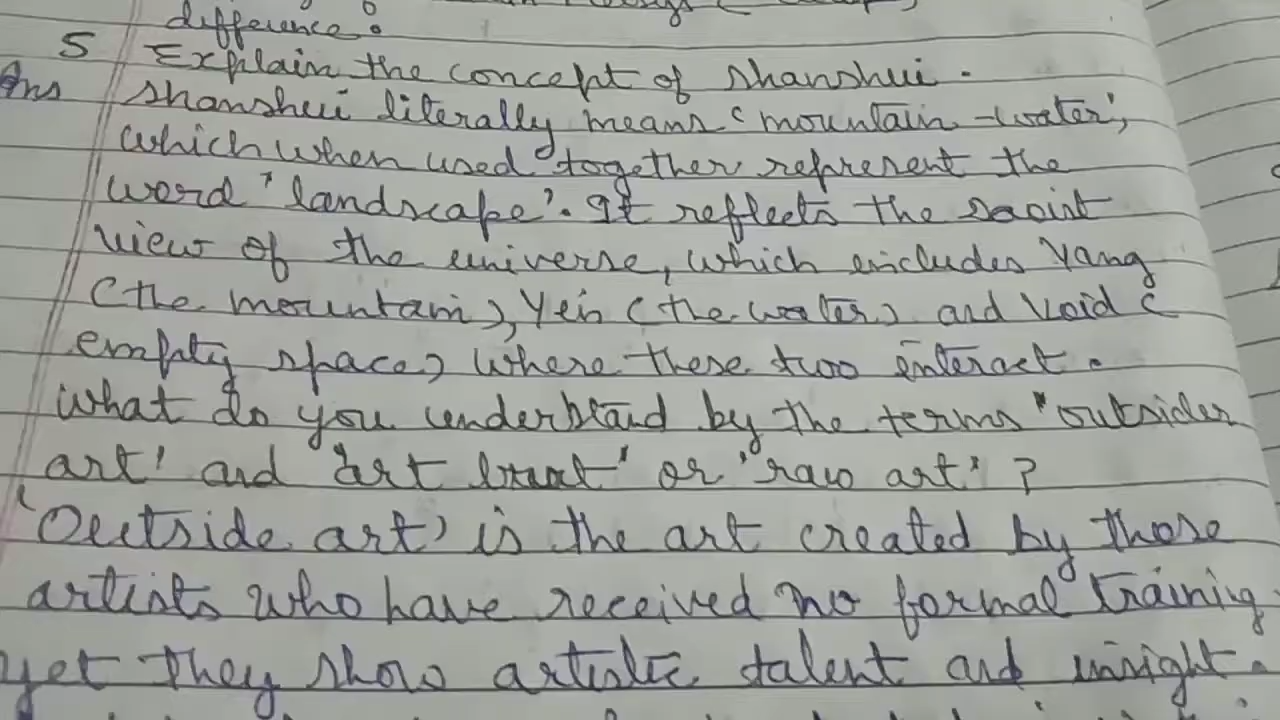 difference.
5 Explain the concept of Shanshui.
Ans Shanshui literally means 'mountain-water',
which when used together represent the
word 'landscape'. It reflects the Daoist
view of the universe, which includes Yang
(the mountain), Yein (the water) and Void (
empty space) where these two interact.
What do you understand by the terms "outsider
art' and 'art brut' or 'raw art'?
'Outside art' is the art created by those
artists who have received no formal training
yet they show artistic talent and insight.